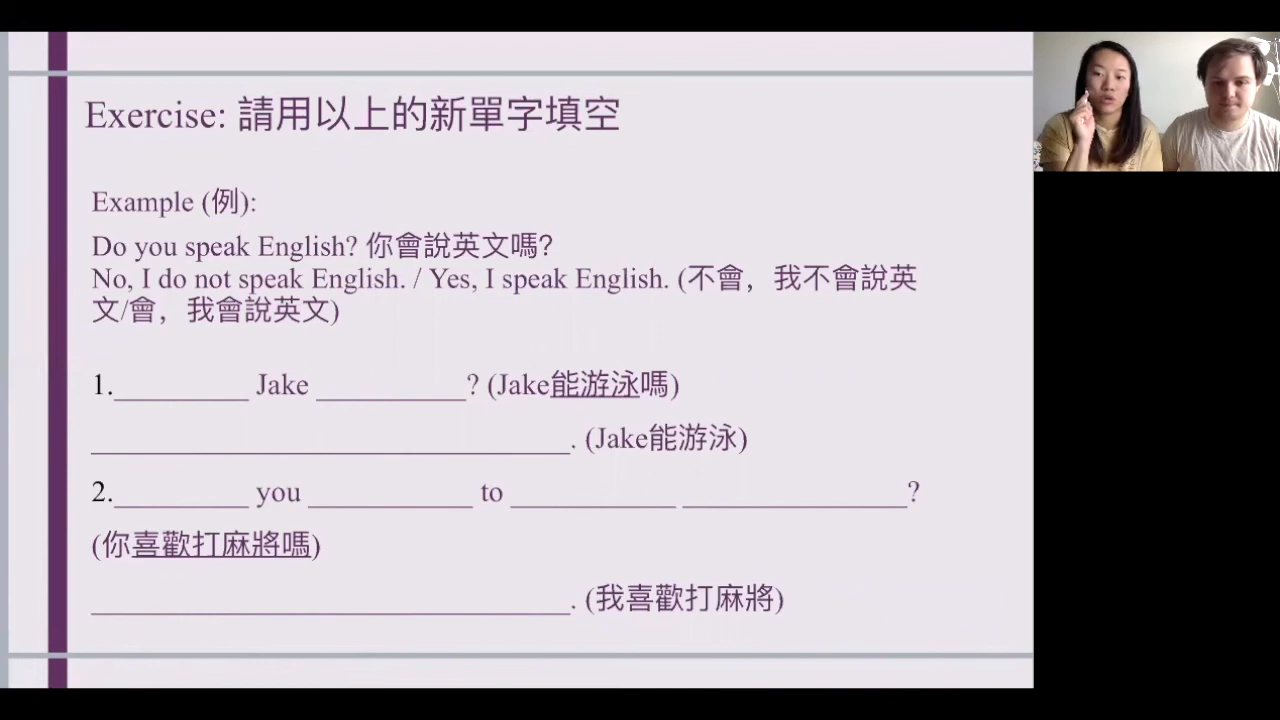 Exercise: 請用以上的新單字填空
Example (例):
Do you speak English? 你會說英文嗎?
No, I do not speak English. / Yes, I speak English. (不會，我不會說英
文/會，我會說英文)
1._________ Jake __________? (Jake能游泳嗎)
________________________________. (Jake能游泳)
2._________ you ___________ to ___________ _______________?
(你喜歡打麻將嗎)
________________________________. (我喜歡打麻將)